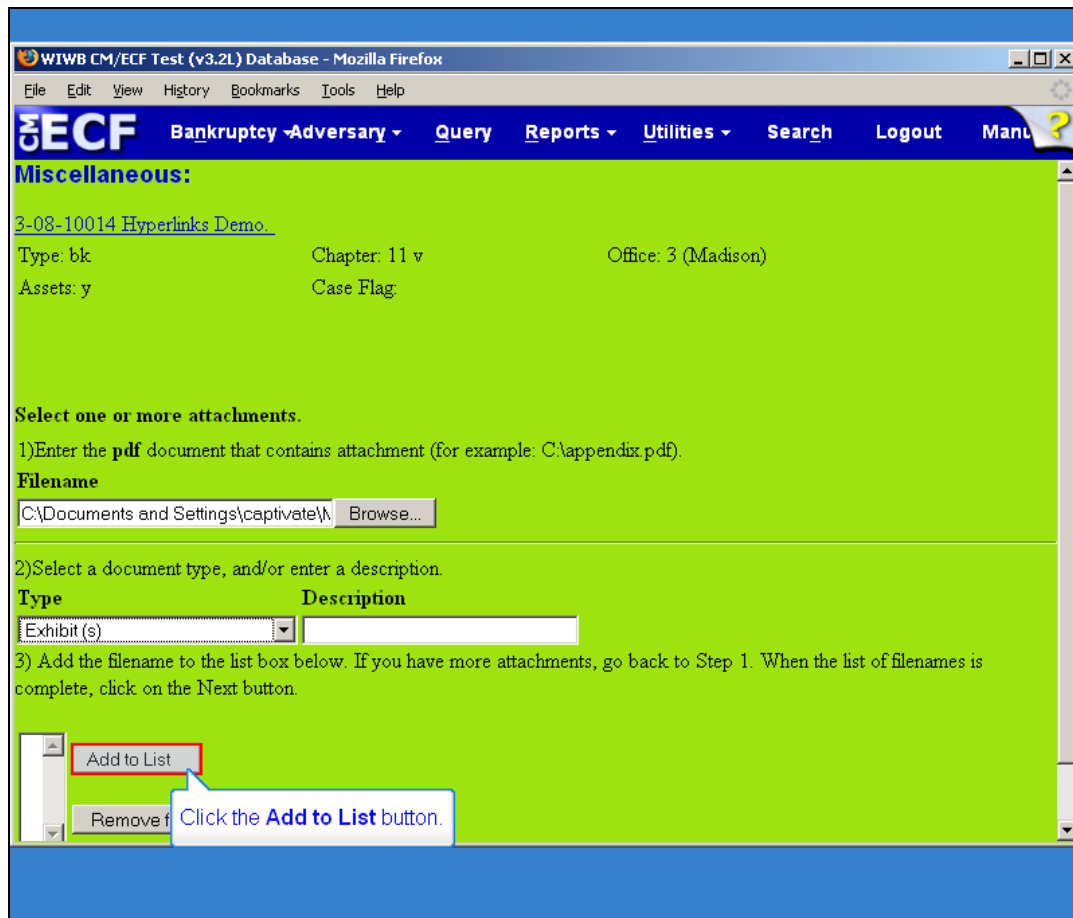 WIWB CM/ECF Test (v3.2L) Database - Mozilla Firefox
File Edit View History Bookmarks Tools Help
CM ECF Bankruptcy Adversary Query Reports Utilities Search Logout ?
Miscellaneous:
3-08-10014 Hyperlinks Demo.
Type: bk Chapter: 11 v Office: 3 (Madison)
Assets: y Case Flag:
Select one or more attachments.
1)Enter the pdf document that contains attachment (for example: C:\appendix.pdf).
Filename
C:\Documents and Settings\captivate\ Browse...
2)Select a document type, and/or enter a description.
Type Description
Exhibit (s)
3) Add the filename to the list box below. If you have more attachments, go back to Step 1. When the list of filenames is
complete, click on the Next button.
Add to List
Remove f
Click the Add to List button.